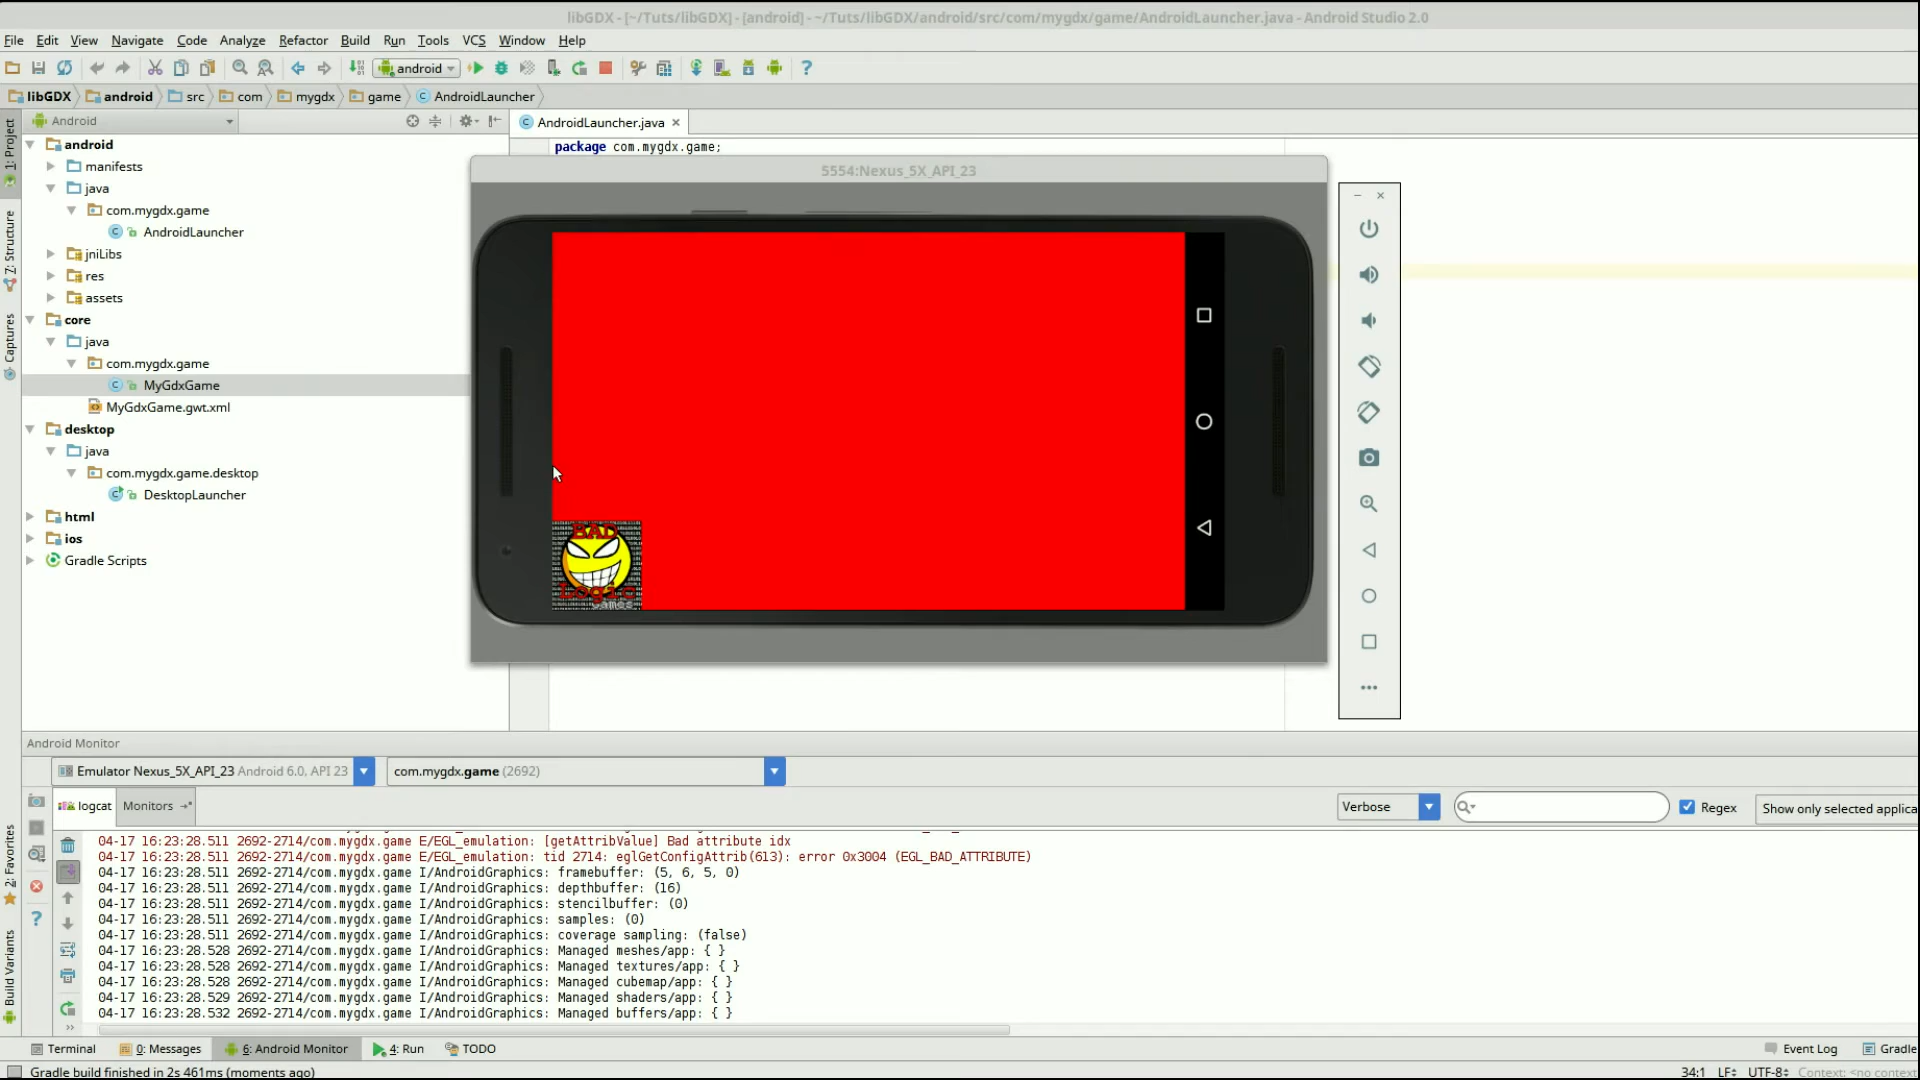 libGDX - [~/Tuts/libGDX] - [android] - ~/Tuts/libGDX/android/src/com/mygdx/game/AndroidLauncher.java - Android Studio 2.0
File Edit View Navigate Code Analyze Refactor Build Run Tools VCS Window Help
android
libGDX android src com mygdx game AndroidLauncher
1: Project
7: Structure
Captures
2: Favorites
Build Variants
Android
AndroidLauncher.java
android
manifests
java
com.mygdx.game
AndroidLauncher
jniLibs
res
assets
core
java
com.mygdx.game
MyGdxGame
MyGdxGame.gwt.xml
desktop
java
com.mygdx.game.desktop
DesktopLauncher
html
ios
Gradle Scripts
package com.mygdx.game;
5554:Nexus_5X_API_23
BAD
Logic
Games
Android Monitor
Emulator Nexus_5X_API_23 Android 6.0, API 23
com.mygdx.game (2692)
logcat
Monitors
Verbose
Regex
Show only selected applica
04-17 16:23:28.511 2692-2714/com.mygdx.game E/EGL_emulation: [getAttribValue] Bad attribute idx
04-17 16:23:28.511 2692-2714/com.mygdx.game E/EGL_emulation: tid 2714: eglGetConfigAttrib(613): error 0x3004 (EGL_BAD_ATTRIBUTE)
04-17 16:23:28.511 2692-2714/com.mygdx.game I/AndroidGraphics: framebuffer: (5, 6, 5, 0)
04-17 16:23:28.511 2692-2714/com.mygdx.game I/AndroidGraphics: depthbuffer: (16)
04-17 16:23:28.511 2692-2714/com.mygdx.game I/AndroidGraphics: stencilbuffer: (0)
04-17 16:23:28.511 2692-2714/com.mygdx.game I/AndroidGraphics: samples: (0)
04-17 16:23:28.511 2692-2714/com.mygdx.game I/AndroidGraphics: coverage sampling: (false)
04-17 16:23:28.528 2692-2714/com.mygdx.game I/AndroidGraphics: Managed meshes/app: { }
04-17 16:23:28.528 2692-2714/com.mygdx.game I/AndroidGraphics: Managed textures/app: { }
04-17 16:23:28.528 2692-2714/com.mygdx.game I/AndroidGraphics: Managed cubemap/app: { }
04-17 16:23:28.529 2692-2714/com.mygdx.game I/AndroidGraphics: Managed shaders/app: { }
04-17 16:23:28.532 2692-2714/com.mygdx.game I/AndroidGraphics: Managed buffers/app: { }
Terminal 0: Messages 6: Android Monitor 4: Run TODO Event Log Gradle
Gradle build finished in 2s 461ms (moments ago) 34:1 LF UTF-8 Context: <no context